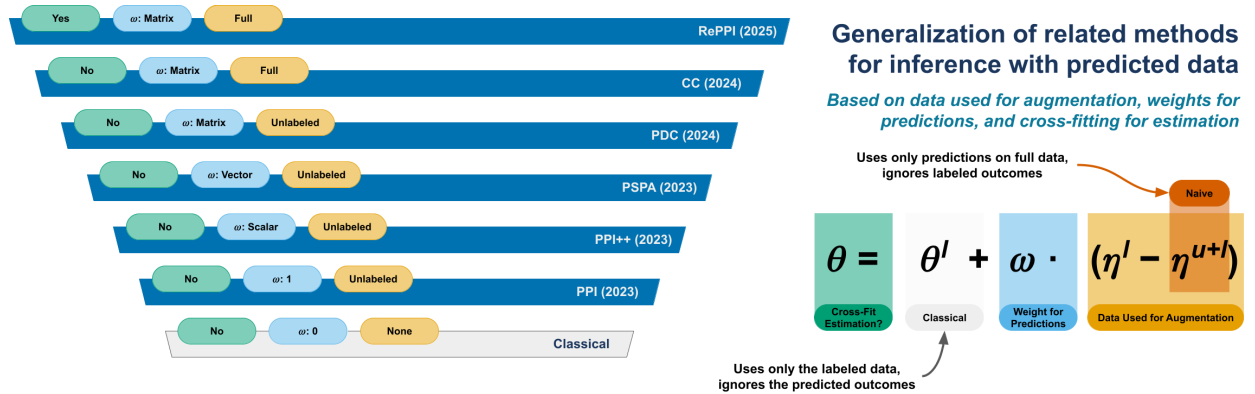 Yes
ω: Matrix
Full
RePPI (2025)
No
ω: Matrix
Full
CC (2024)
No
ω: Matrix
Unlabeled
PDC (2024)
No
ω: Vector
Unlabeled
PSPA (2023)
No
ω: Scalar
Unlabeled
PPI++ (2023)
No
ω: 1
Unlabeled
PPI (2023)
No
ω: 0
None
Classical
Generalization of related methods
for inference with predicted data
Based on data used for augmentation, weights for
predictions, and cross-fitting for estimation
Uses only predictions on full data,
ignores labeled outcomes
Naive
θ = θˡ + ω · (ηˡ − ηᵘ⁺ˡ)
Cross-Fit
Estimation?
Classical
Weight for
Predictions
Data Used for Augmentation
Uses only the labeled data,
ignores the predicted outcomes